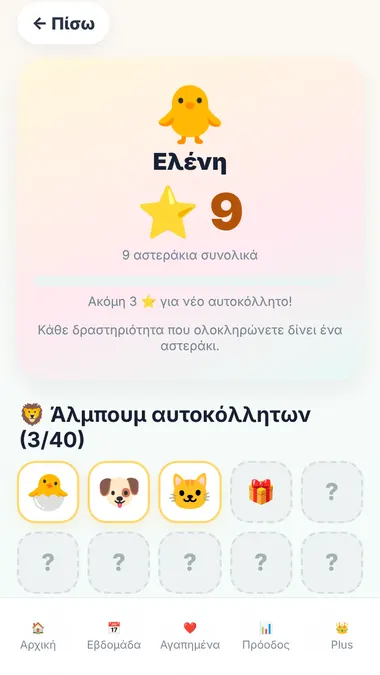 ← Πίσω
Ελένη
9
9 αστεράκια συνολικά
Ακόμη 3 ⭐ για νέο αυτοκόλλητο!
Κάθε δραστηριότητα που ολοκληρώνετε δίνει ένα
αστεράκι.
🦁 Άλμπουμ αυτοκόλλητων
(3/40)
?
? ? ? ? ?
Αρχική Εβδομάδα Αγαπημένα Πρόοδος Plus